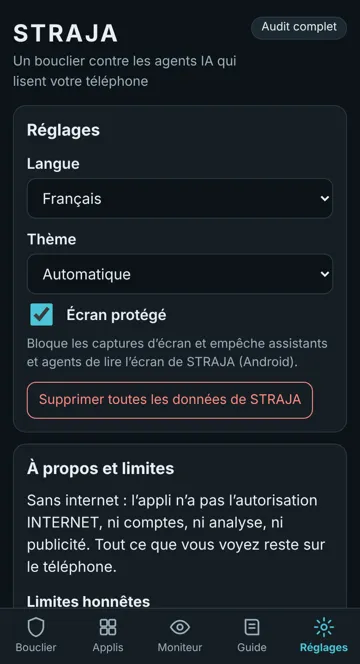 STRAJA
Audit complet
Un bouclier contre les agents IA qui
lisent votre téléphone
Réglages
Langue
Français
Thème
Automatique
Écran protégé
Bloque les captures d’écran et empêche assistants
et agents de lire l’écran de STRAJA (Android).
Supprimer toutes les données de STRAJA
À propos et limites
Sans internet : l’appli n’a pas l’autorisation
INTERNET, ni comptes, ni analyse, ni
publicité. Tout ce que vous voyez reste sur
le téléphone.
Limites honnêtes
Bouclier
Applis
Moniteur
Guide
Réglages